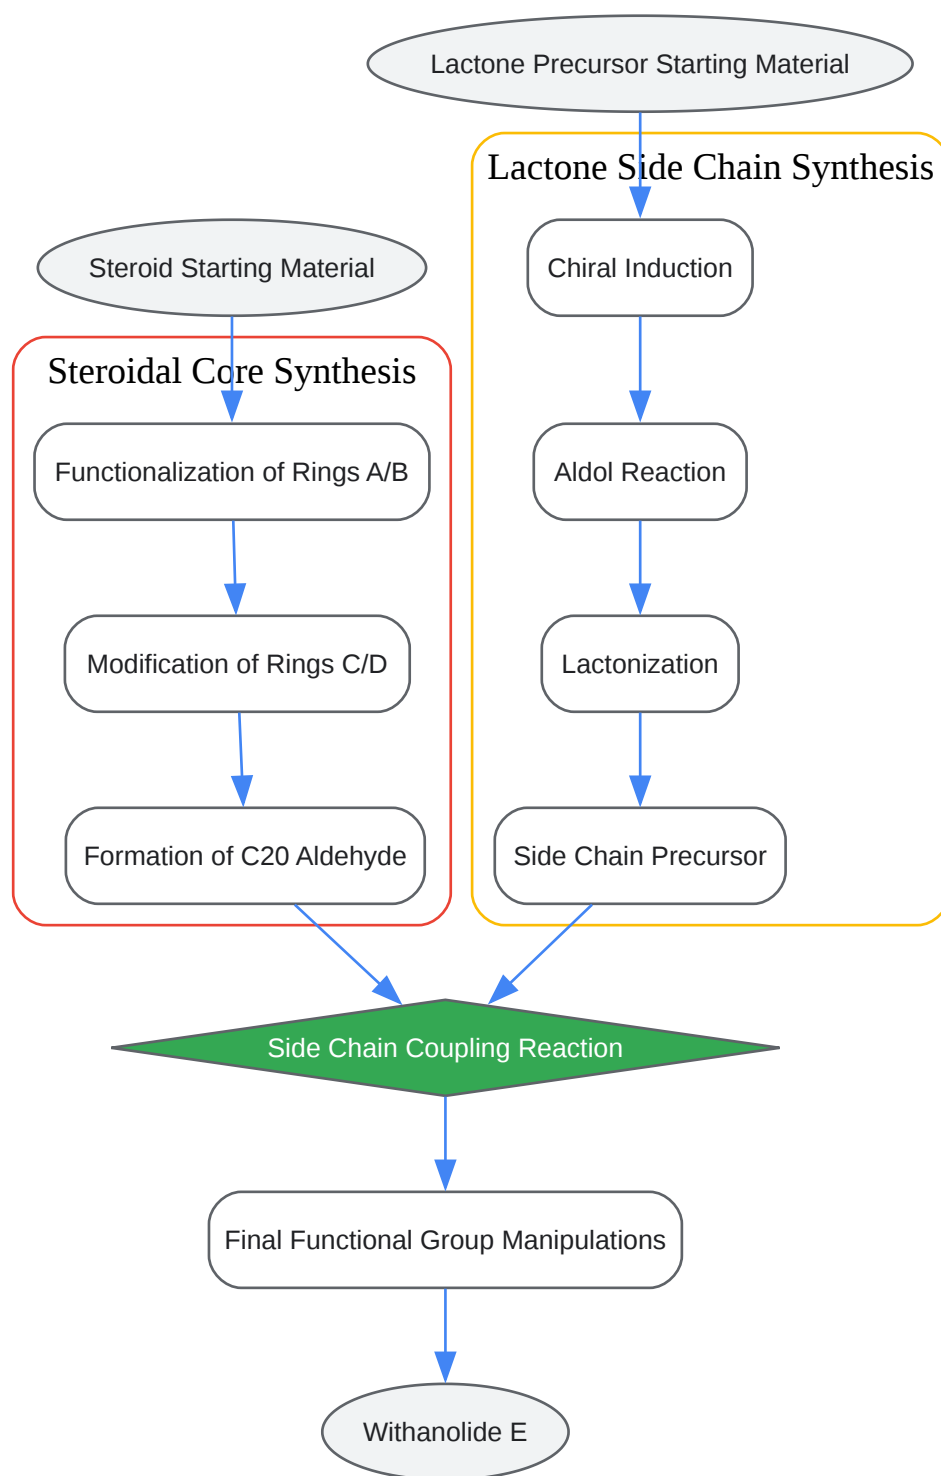 Lactone Precursor Starting Material
Lactone Side Chain Synthesis
Chiral Induction
Aldol Reaction
Lactonization
Side Chain Precursor
Steroid Starting Material
Steroidal Core Synthesis
Functionalization of Rings A/B
Modification of Rings C/D
Formation of C20 Aldehyde
Side Chain Coupling Reaction
Final Functional Group Manipulations
Withanolide E